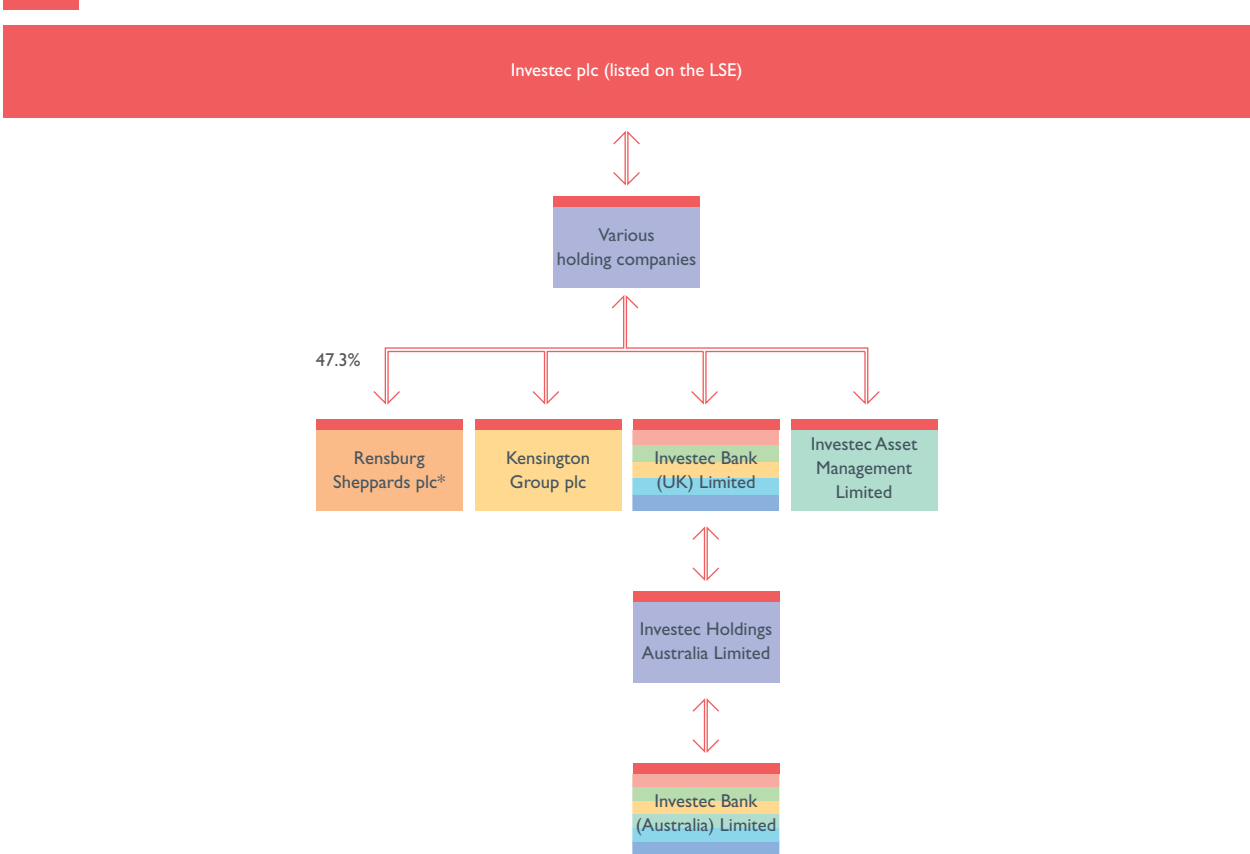 Investec plc (listed on the LSE)
Various
holding companies
47.3%
Rensburg
Sheppards plc*
Kensington
Group plc
Investec Bank
(UK) Limited
Investec Asset
Management
Limited
Investec Holdings
Australia Limited
Investec Bank
(Australia) Limited